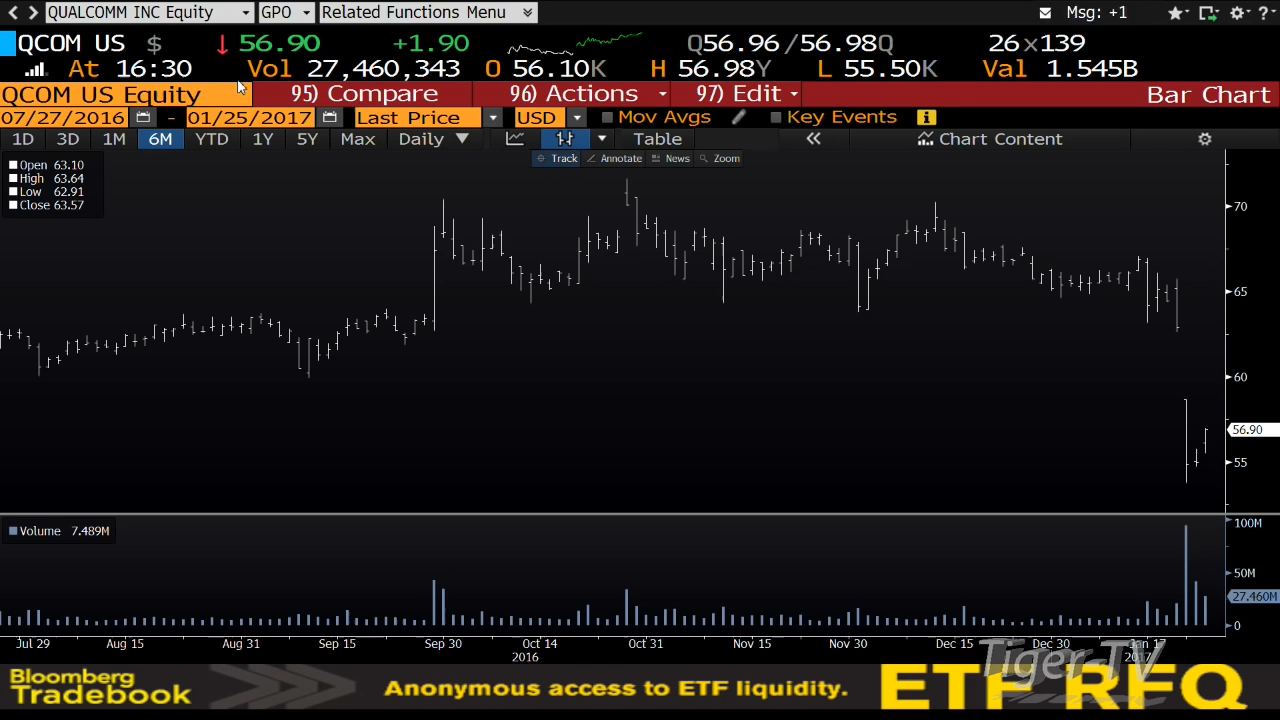 QUALCOMM INC Equity GPO Related Functions Menu Msg: +1 ?
QCOM US $ ↓ 56.90 +1.90 Q56.96 / 56.98Q 26 x 139
At 16:30 Vol 27,460,343 O 56.10K H 56.98Y L 55.50K Val 1.545B
QCOM US Equity 95) Compare 96) Actions 97) Edit Bar Chart
07/27/2016 - 01/25/2017 Last Price USD Mov Avgs Key Events i
1D 3D 1M 6M YTD 1Y 5Y Max Daily ▼ Table « Chart Content
Track Annotate News Zoom
Open 63.10
High 63.64
Low 62.91
Close 63.57
70
65
60
56.90
55
Volume 7.489M
100M
50M
27.460M
0
Jul 29 Aug 15 Aug 31 Sep 15 Sep 30 Oct 14 Oct 31 Nov 15 Nov 30 Dec 15 Dec 30 Jan 17
2016 2017
Tiger-TV
Bloomberg
Tradebook
Anonymous access to ETF liquidity.
ETF RFQ